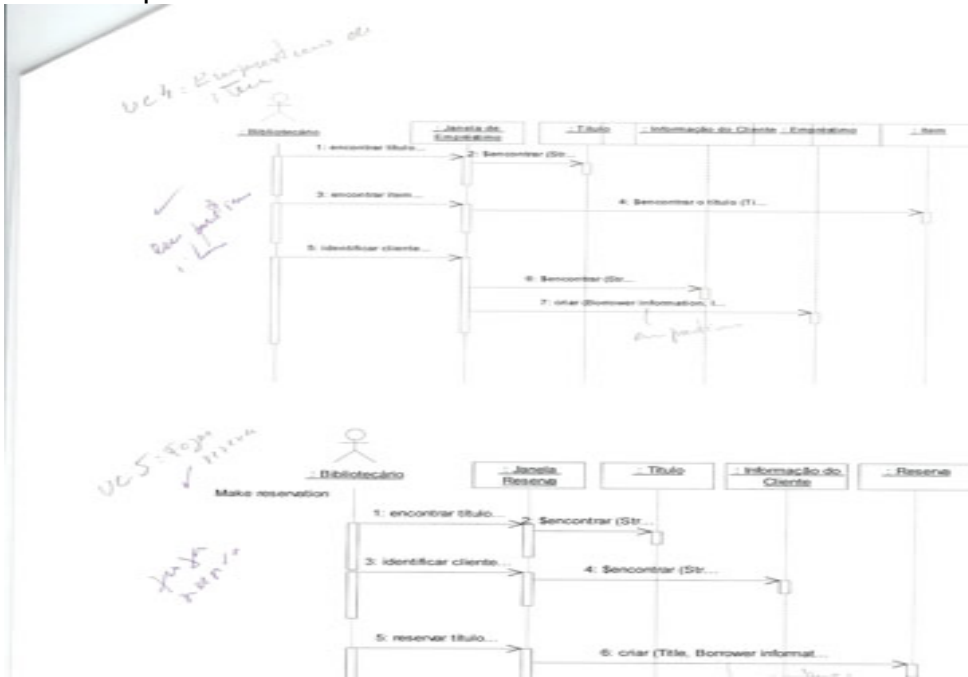 : Bibliotecário
: Janela de
Empréstimo
: Título
: Informação do Cliente
: Empréstimo
: Item
1: encontrar título...
2: $encontrar (Str...
3: encontrar item...
4: $encontrar o título (Ti...
5: identificar cliente...
6: $encontrar (Str...
7: criar (Borrower information, I...
: Bibliotecário
: Janela
Reserva
: Título
: Informação do
Cliente
: Reserva
Make reservation
1: encontrar título...
2: $encontrar (Str...
3: identificar cliente...
4: $encontrar (Str...
5: reservar título...
6: criar (Title, Borrower informat...